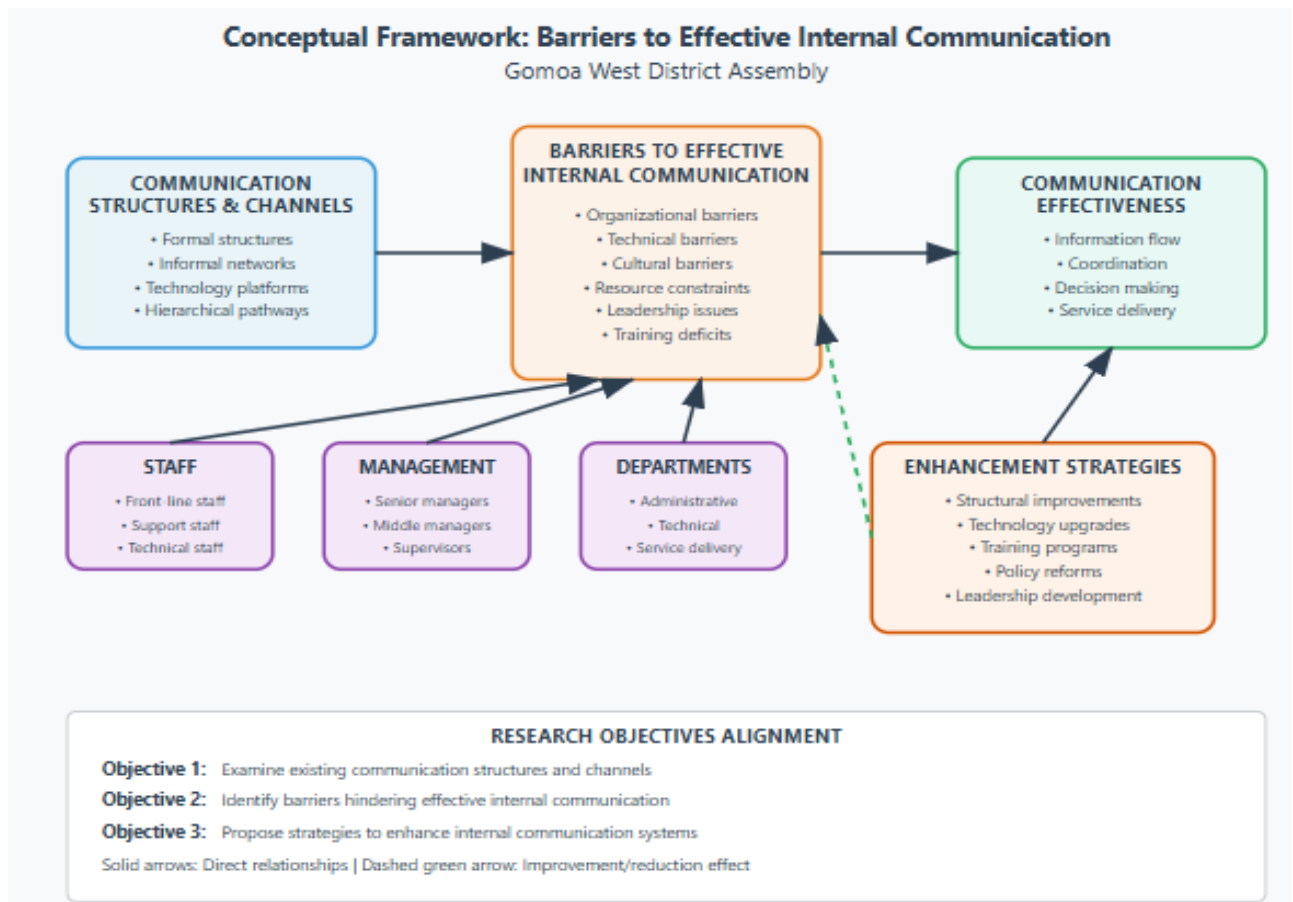 Conceptual Framework: Barriers to Effective Internal Communication
Gomoa West District Assembly
COMMUNICATION
STRUCTURES & CHANNELS
• Formal structures
• Informal networks
• Technology platforms
• Hierarchical pathways
BARRIERS TO EFFECTIVE
INTERNAL COMMUNICATION
• Organizational barriers
• Technical barriers
• Cultural barriers
• Resource constraints
• Leadership issues
• Training deficits
COMMUNICATION
EFFECTIVENESS
• Information flow
• Coordination
• Decision making
• Service delivery
STAFF
• Front-line staff
• Support staff
• Technical staff
MANAGEMENT
• Senior managers
• Middle managers
• Supervisors
DEPARTMENTS
• Administrative
• Technical
• Service delivery
ENHANCEMENT STRATEGIES
• Structural improvements
• Technology upgrades
• Training programs
• Policy reforms
• Leadership development
RESEARCH OBJECTIVES ALIGNMENT
Objective 1: Examine existing communication structures and channels
Objective 2: Identify barriers hindering effective internal communication
Objective 3: Propose strategies to enhance internal communication systems
Solid arrows: Direct relationships | Dashed green arrow: Improvement/reduction effect